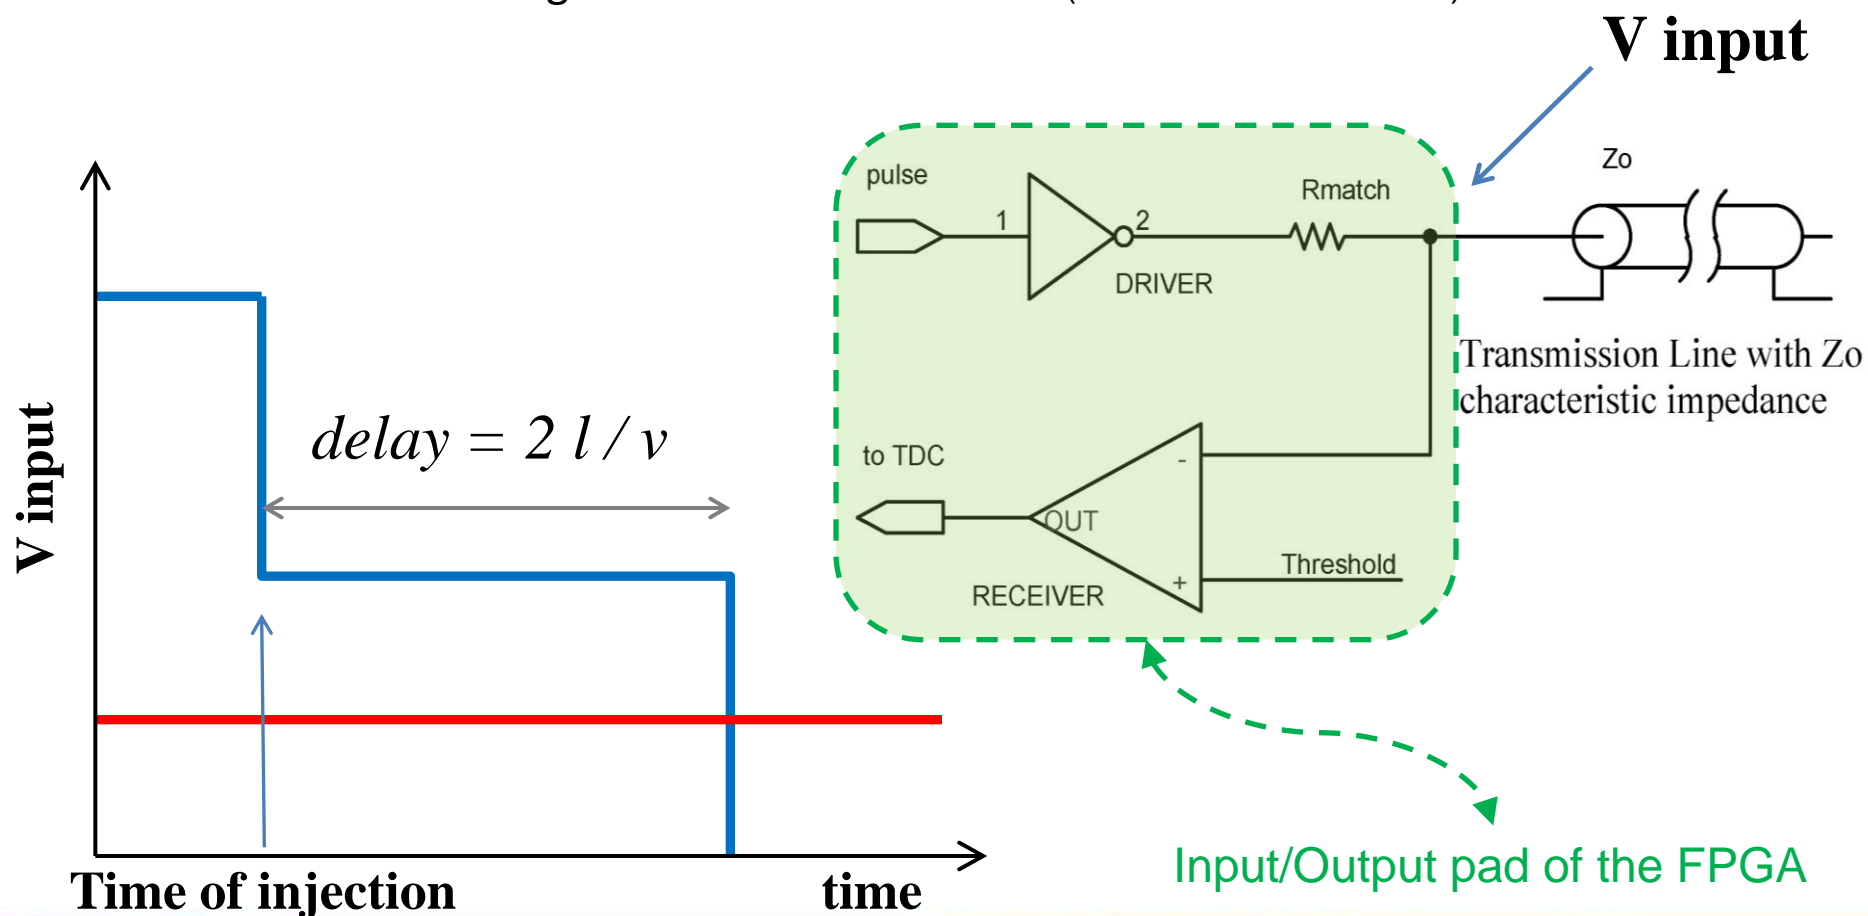 V input
Zo
pulse
Rmatch
1
2
DRIVER
Transmission Line with Zo
characteristic impedance
delay = 2 l / v
V input
to TDC
-
OUT
Threshold
+
RECEIVER
Input/Output pad of the FPGA
Time of injection
time